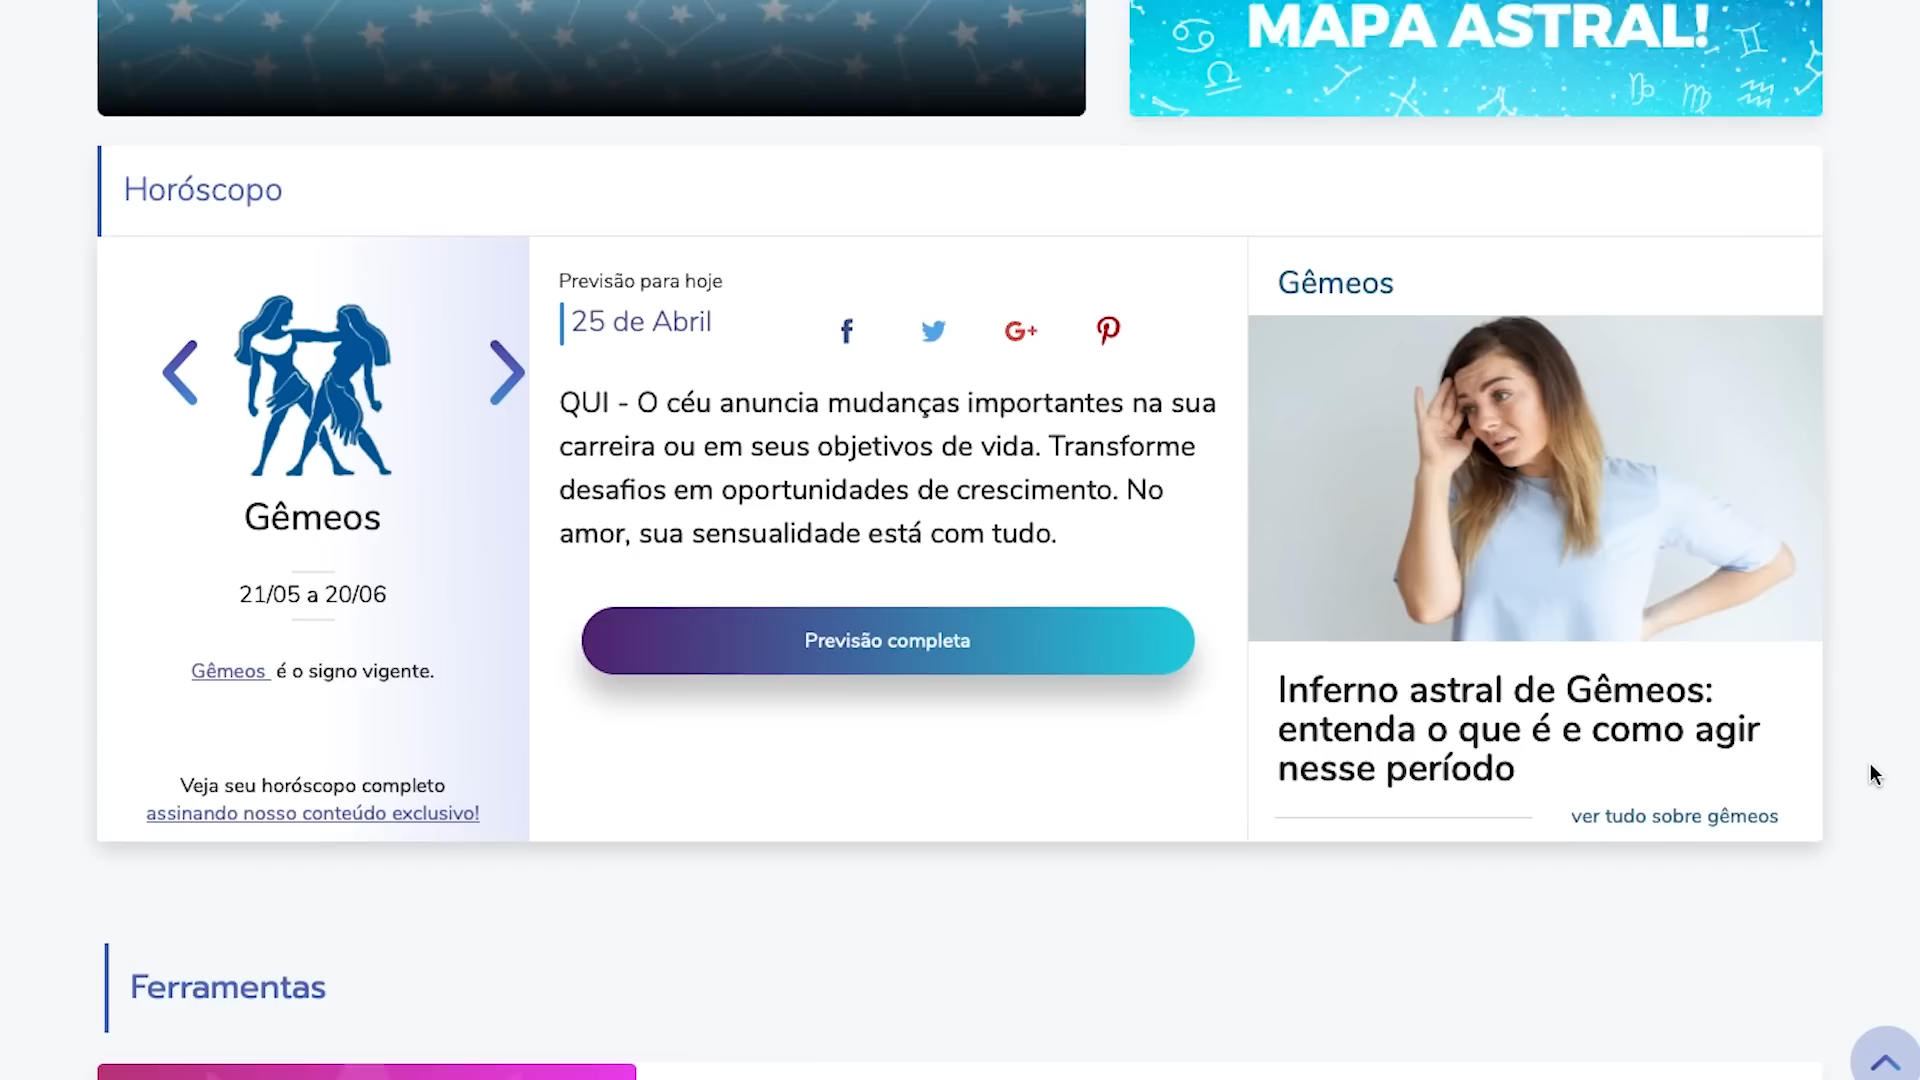 MAPA ASTRAL!
Horóscopo
Gêmeos
21/05 a 20/06
Gêmeos é o signo vigente.
Veja seu horóscopo completo
assinando nosso conteúdo exclusivo!
Previsão para hoje
25 de Abril
QUI - O céu anuncia mudanças importantes na sua
carreira ou em seus objetivos de vida. Transforme
desafios em oportunidades de crescimento. No
amor, sua sensualidade está com tudo.
Previsão completa
Gêmeos
Inferno astral de Gêmeos:
entenda o que é e como agir
nesse período
ver tudo sobre gêmeos
Ferramentas